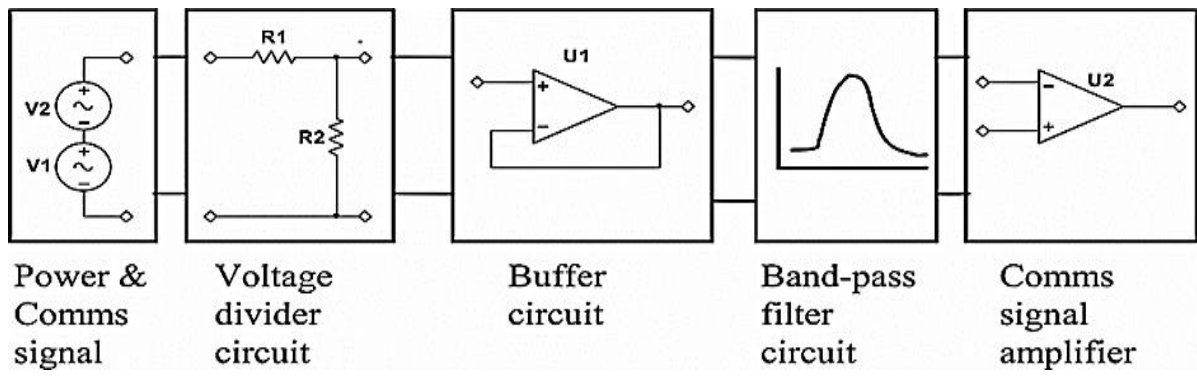 V2
V1
R1
R2
U1
U2
Power &
Comms
signal
Voltage
divider
circuit
Buffer
circuit
Band-pass
filter
circuit
Comms
signal
amplifier